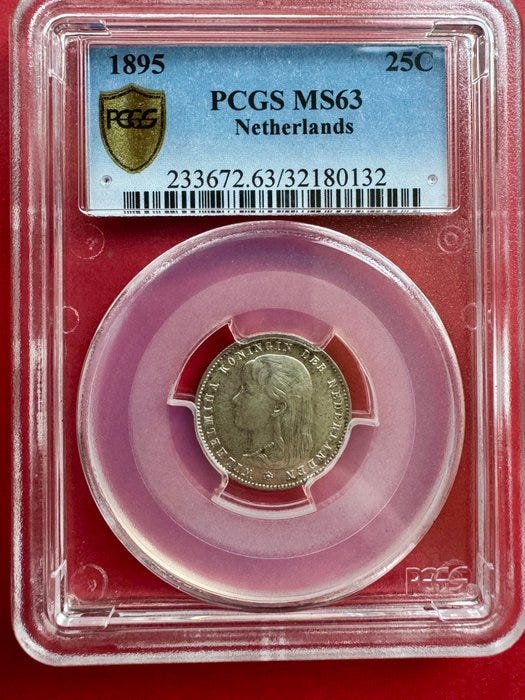 1895
25C
PCGS
PCGS MS63
Netherlands
233672.63/32180132
WILHELMINA KONINGIN DER NEDERLANDEN
PCGS